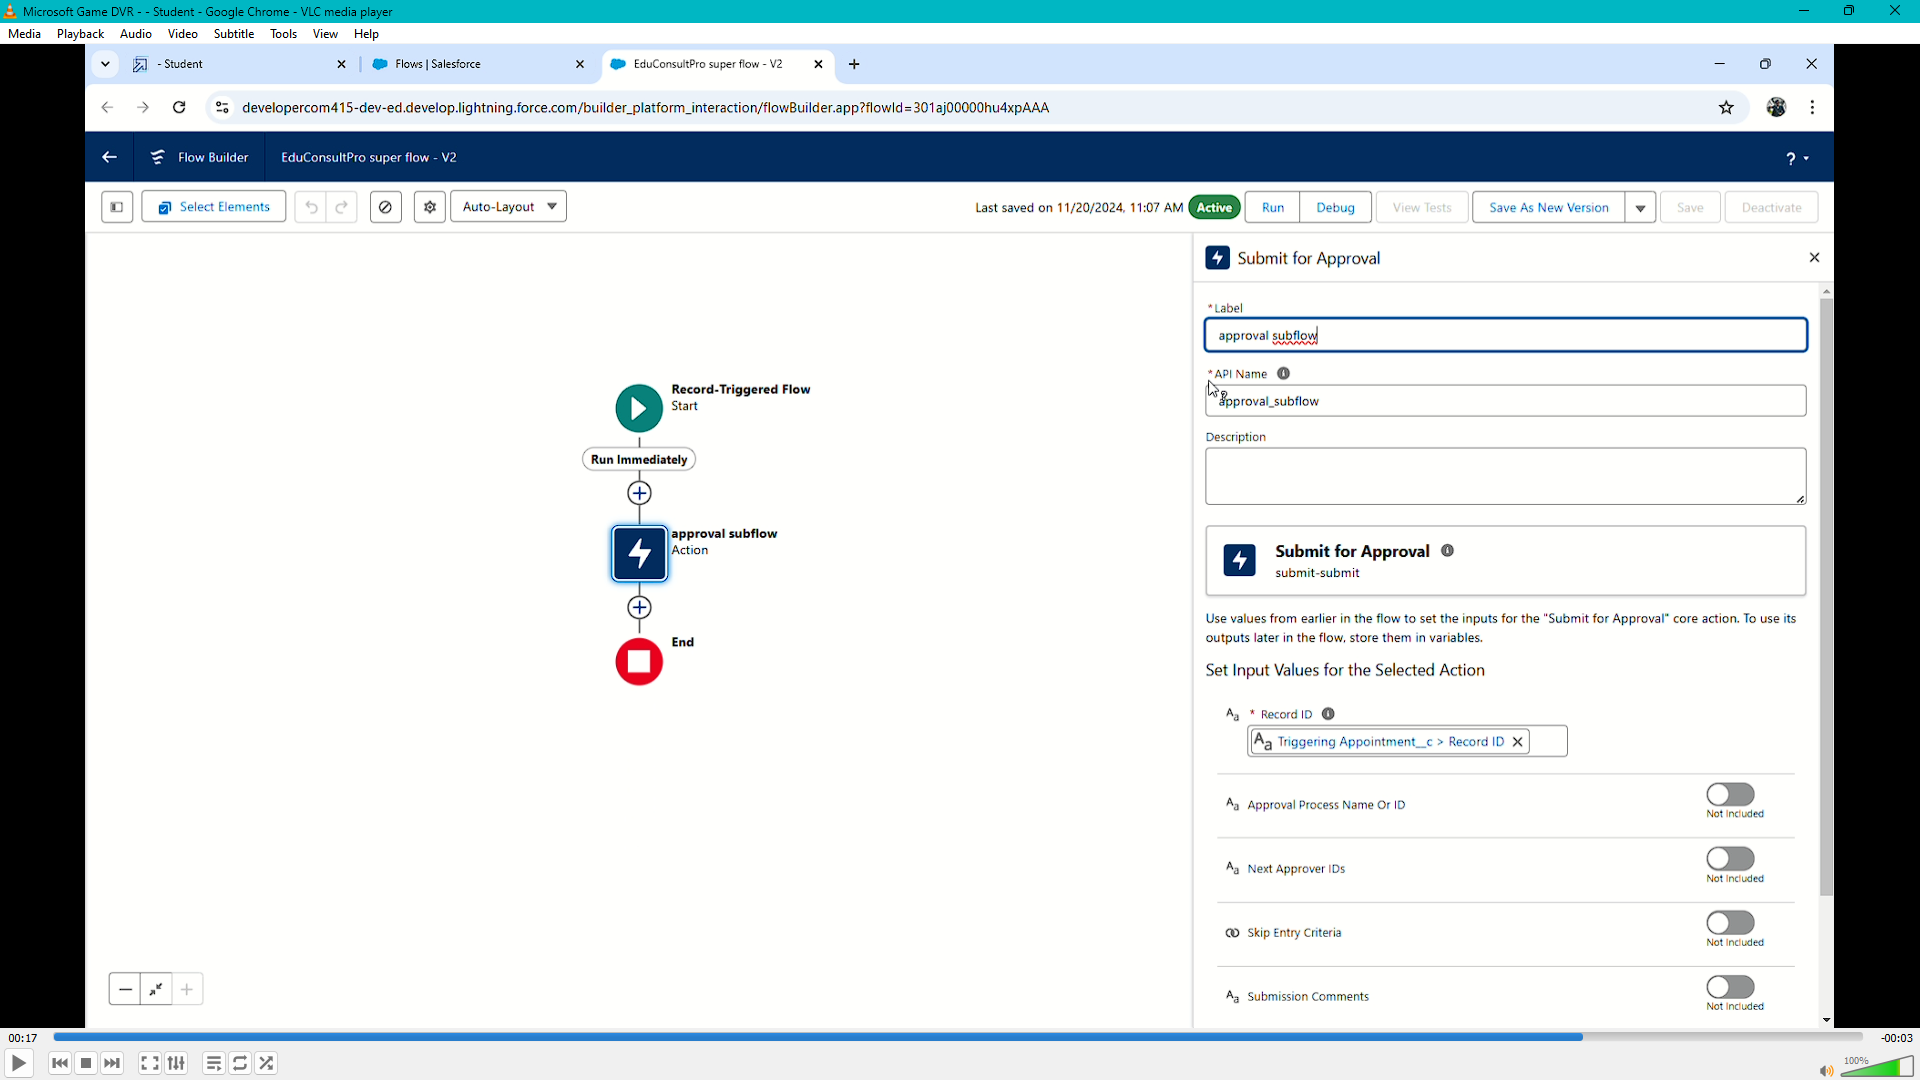 Microsoft Game DVR - - Student - Google Chrome - VLC media player
Media Playback Audio Video Subtitle Tools View Help
- Student
Flows | Salesforce
EduConsultPro super flow - V2
developercom415-dev-ed.develop.lightning.force.com/builder_platform_interaction/flowBuilder.app?flowId=301aj00000hu4xpAAA
Flow Builder
EduConsultPro super flow - V2
?
Select Elements
Auto-Layout
Last saved on 11/20/2024, 11:07 AM
Active
Run
Debug
View Tests
Save As New Version
Save
Deactivate
Record-Triggered Flow
Start
Run Immediately
approval subflow
Action
End
Submit for Approval
* Label
approval subflow
* API Name
approval_subflow
Description
Submit for Approval
submit-submit
Use values from earlier in the flow to set the inputs for the "Submit for Approval" core action. To use its
outputs later in the flow, store them in variables.
Set Input Values for the Selected Action
Aa * Record ID
Aa Triggering Appointment__c > Record ID
Aa Approval Process Name Or ID
Not Included
Aa Next Approver IDs
Not Included
Skip Entry Criteria
Not Included
Aa Submission Comments
Not Included
00:17
-00:03
100%